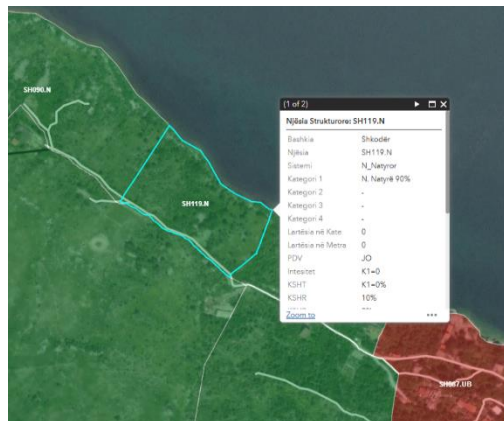 SH090.N
(1 of 2)
Njësia Strukturore: SH119.N
Bashkia Shkodër
Njësia SH119.N
Sistemi N_Natyror
Kategori 1 N. Natyrë 90%
Kategori 2 -
Kategori 3 -
Kategori 4 -
Lartësia në Kate 0
Lartësia në Metra 0
PDV JO
Intesitet K1=0
KSHT K1=0%
KSHR 10%
Zoom to
SH119.N